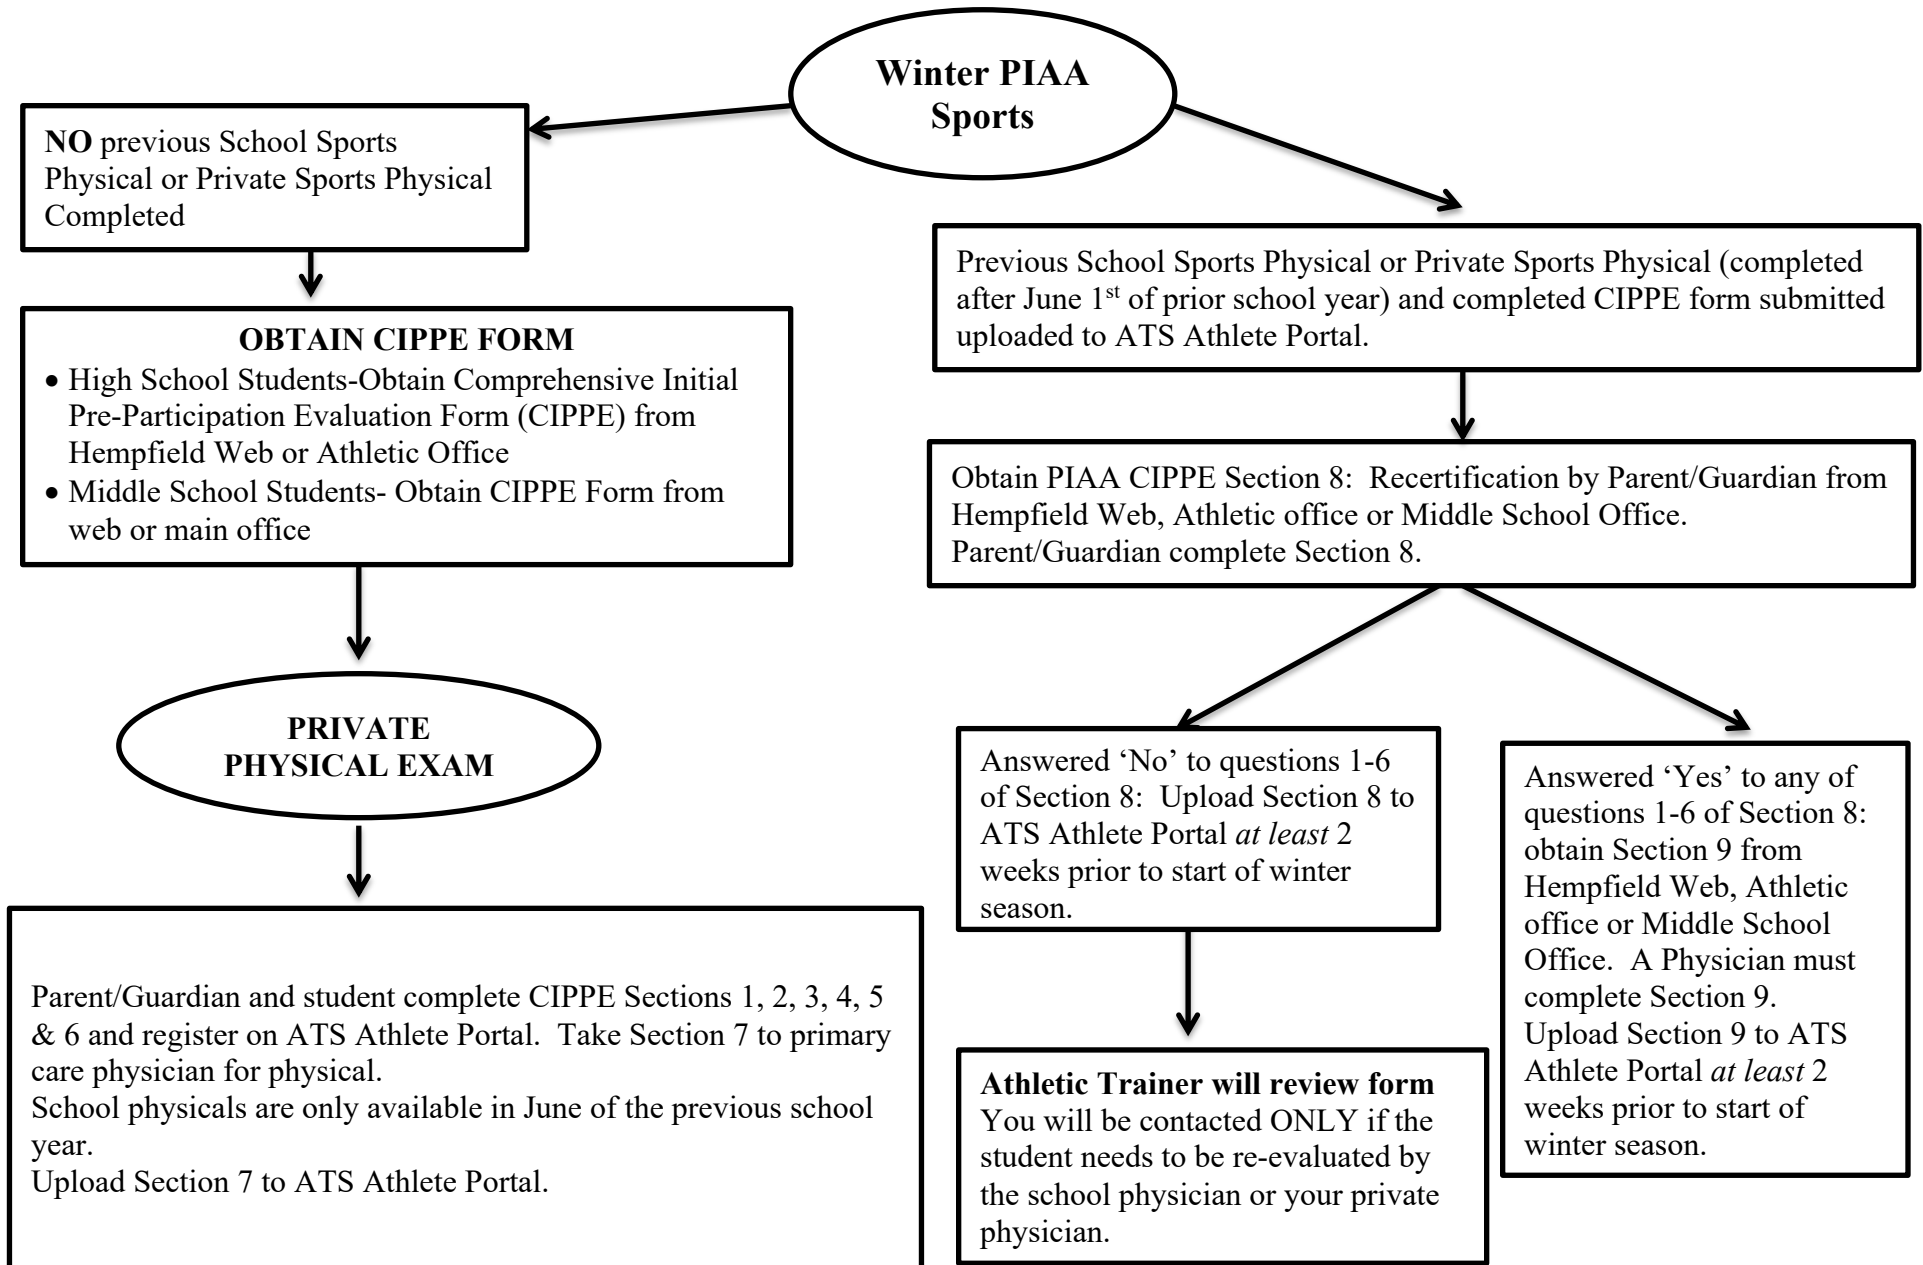 Winter PIAA
Sports
NO previous School Sports
Physical or Private Sports Physical
Completed
OBTAIN CIPPE FORM
• High School Students-Obtain Comprehensive Initial
Pre-Participation Evaluation Form (CIPPE) from
Hempfield Web or Athletic Office
• Middle School Students- Obtain CIPPE Form from
web or main office
PRIVATE
PHYSICAL EXAM
Parent/Guardian and student complete CIPPE Sections 1, 2, 3, 4, 5
& 6 and register on ATS Athlete Portal.  Take Section 7 to primary
care physician for physical.
School physicals are only available in June of the previous school
year.
Upload Section 7 to ATS Athlete Portal.
Previous School Sports Physical or Private Sports Physical (completed
after June 1st of prior school year) and completed CIPPE form submitted
uploaded to ATS Athlete Portal.
Obtain PIAA CIPPE Section 8:  Recertification by Parent/Guardian from
Hempfield Web, Athletic office or Middle School Office.
Parent/Guardian complete Section 8.
Answered ‘No’ to questions 1-6
of Section 8:  Upload Section 8 to
ATS Athlete Portal at least 2
weeks prior to start of winter
season.
Athletic Trainer will review form
You will be contacted ONLY if the
student needs to be re-evaluated by
the school physician or your private
physician.
Answered ‘Yes’ to any of
questions 1-6 of Section 8:
obtain Section 9 from
Hempfield Web, Athletic
office or Middle School
Office.  A Physician must
complete Section 9.
Upload Section 9 to ATS
Athlete Portal at least 2
weeks prior to start of
winter season.